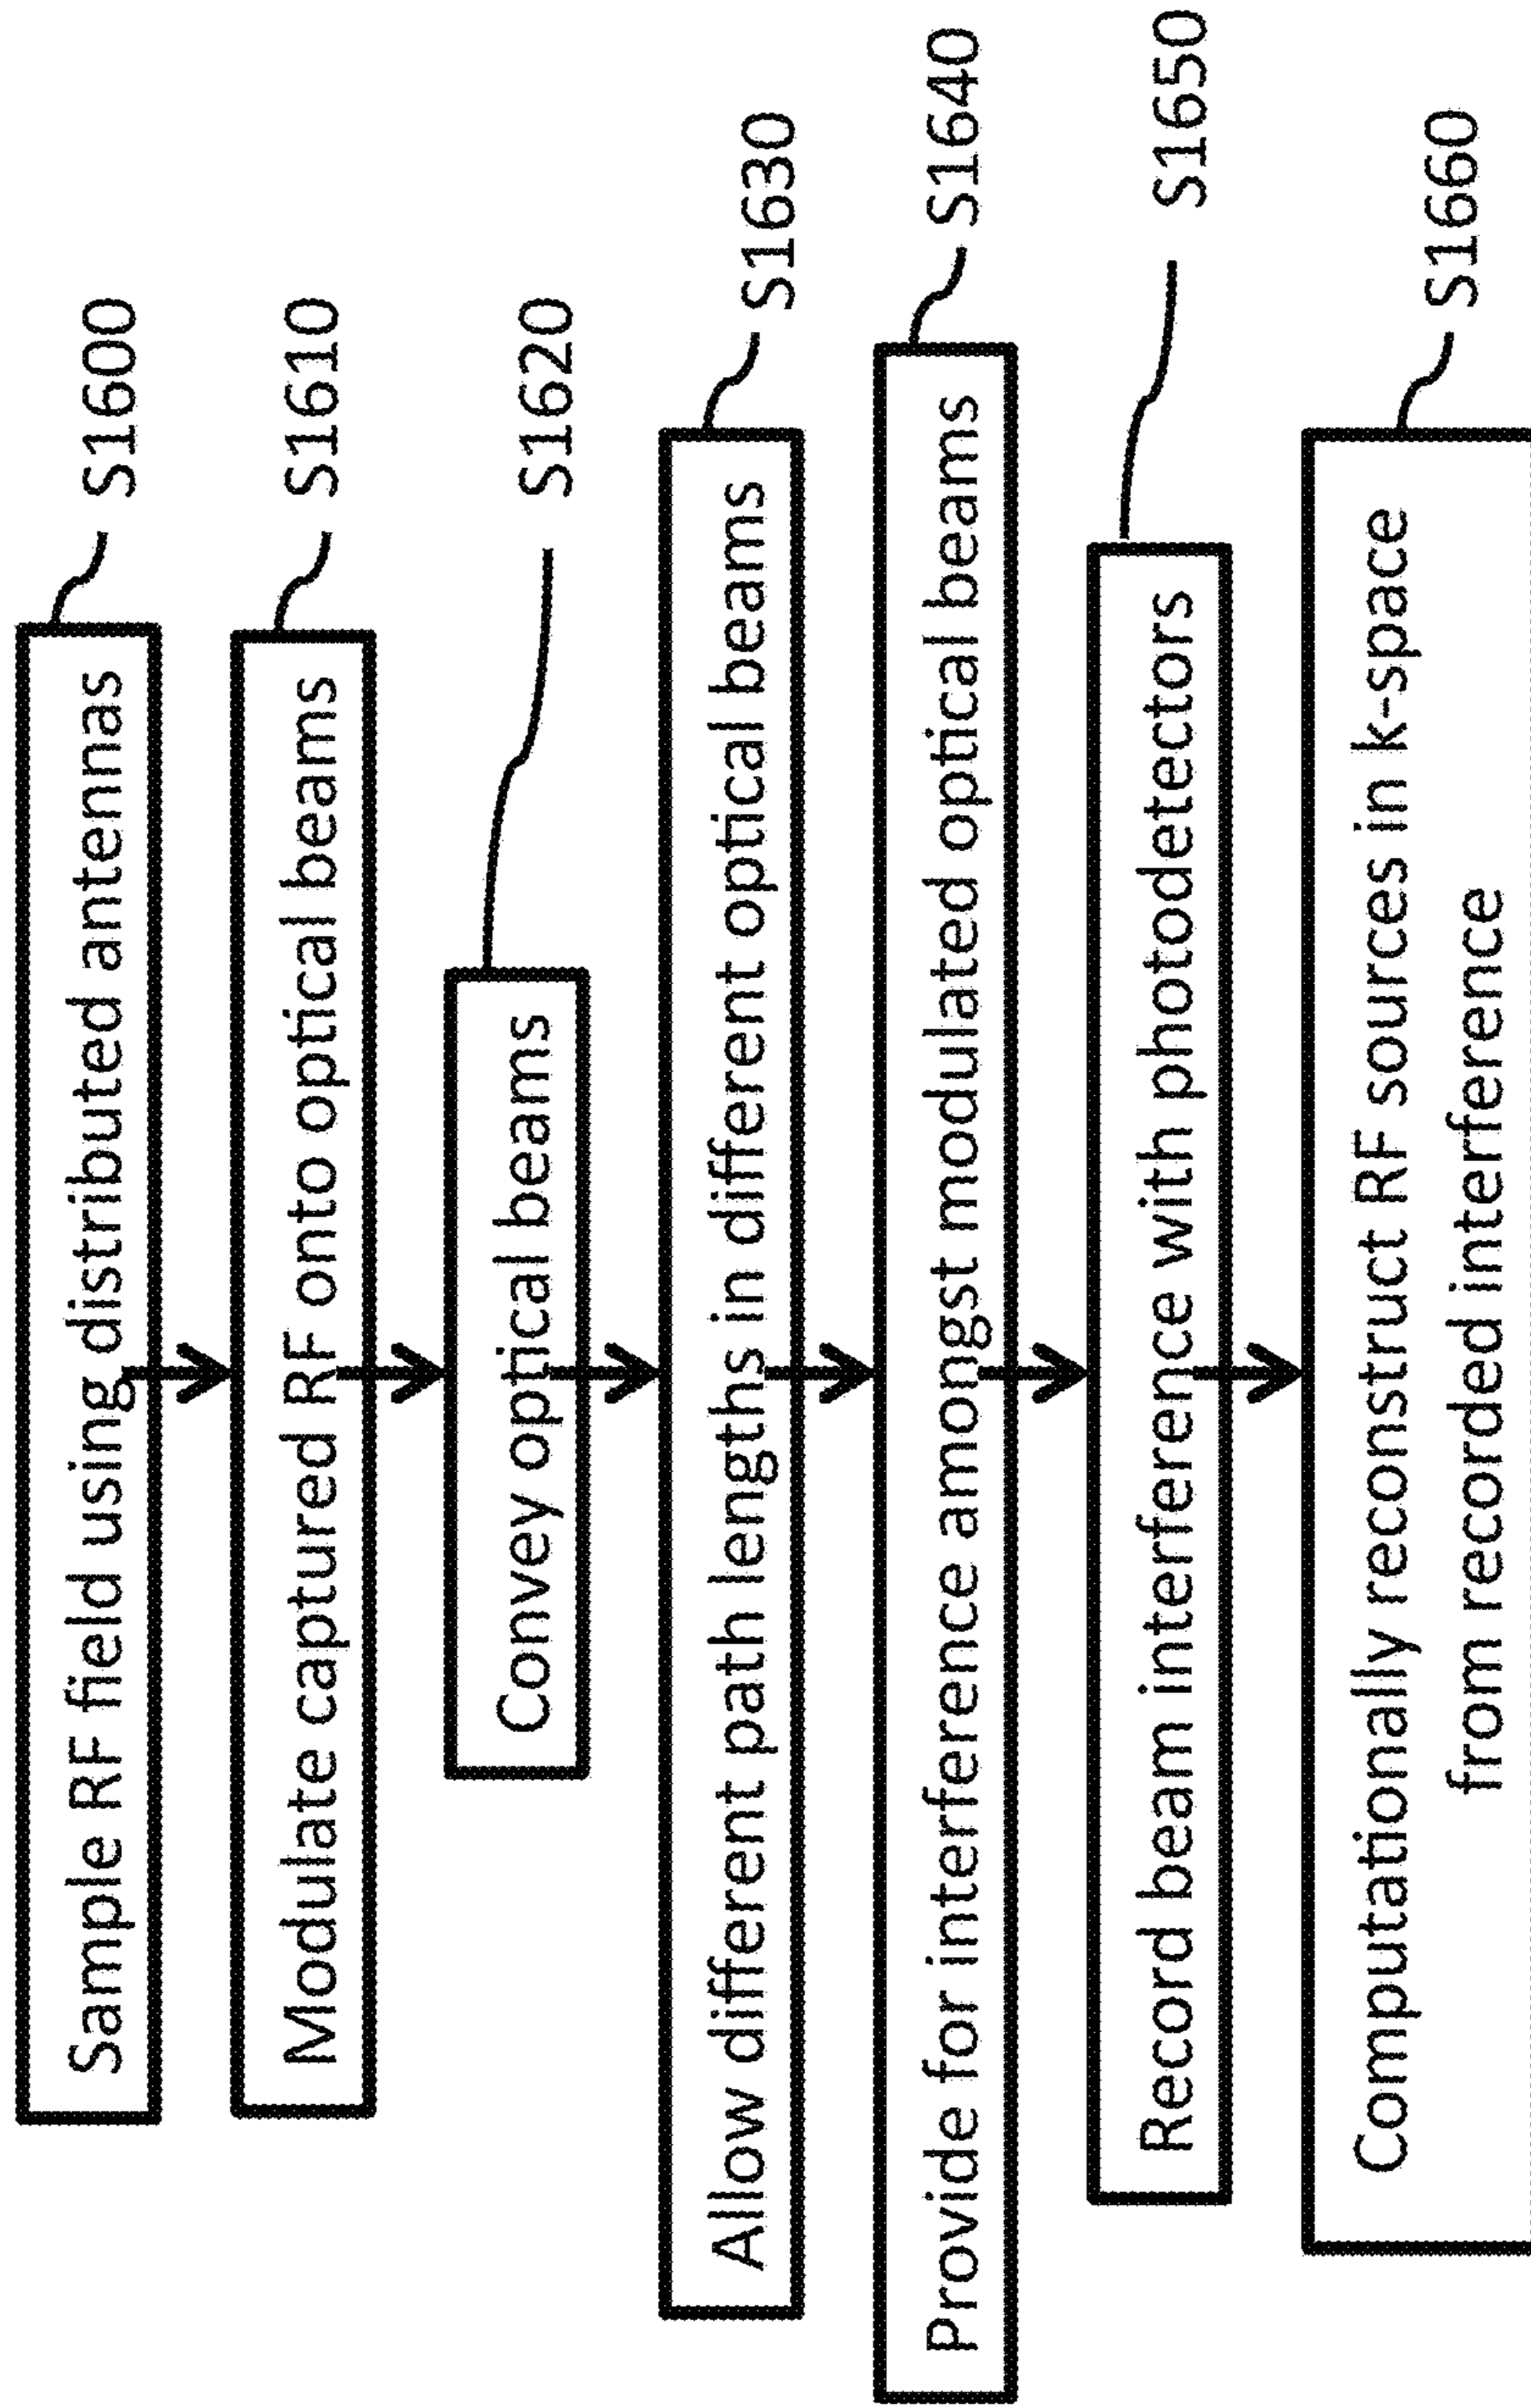 Sample RF field using distributed antennas
S1600
Modulate captured RF onto optical beams
S1610
Convey optical beams
S1620
Allow different path lengths in different optical beams
S1630
Provide for interference amongst modulated optical beams
S1640
Record beam interference with photodetectors
S1650
Computationally reconstruct RF sources in k-space
from recorded interference
S1660